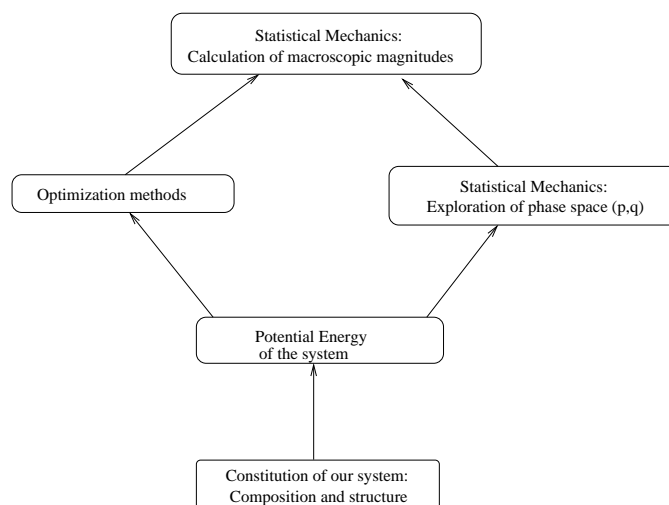 Statistical Mechanics:
Calculation of macroscopic magnitudes
Optimization methods
Statistical Mechanics:
Exploration of phase space (p,q)
Potential Energy
of the system
Constitution of our system:
Composition and structure